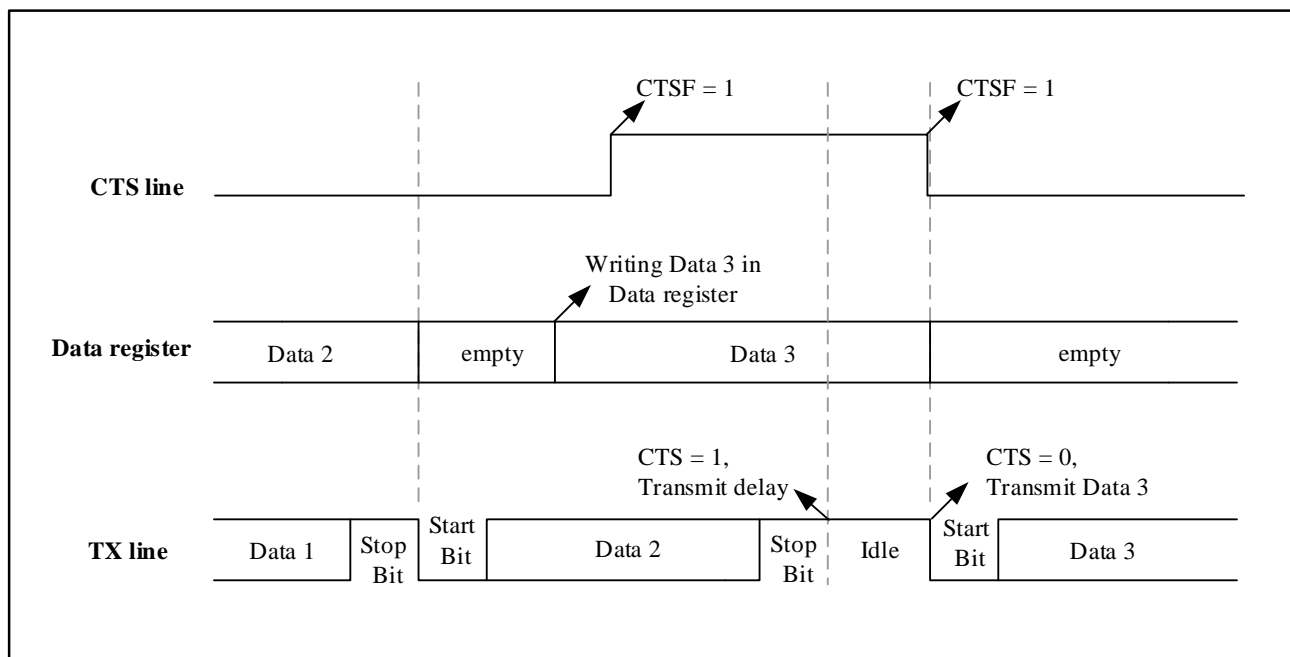 CTSF = 1
CTSF = 1
CTS line
Writing Data 3 in
Data register
Data register
Data 2
empty
Data 3
empty
CTS = 1,
Transmit delay
CTS = 0,
Transmit Data 3
TX line
Data 1
Stop
Bit
Start
Bit
Data 2
Stop
Bit
Idle
Start
Bit
Data 3